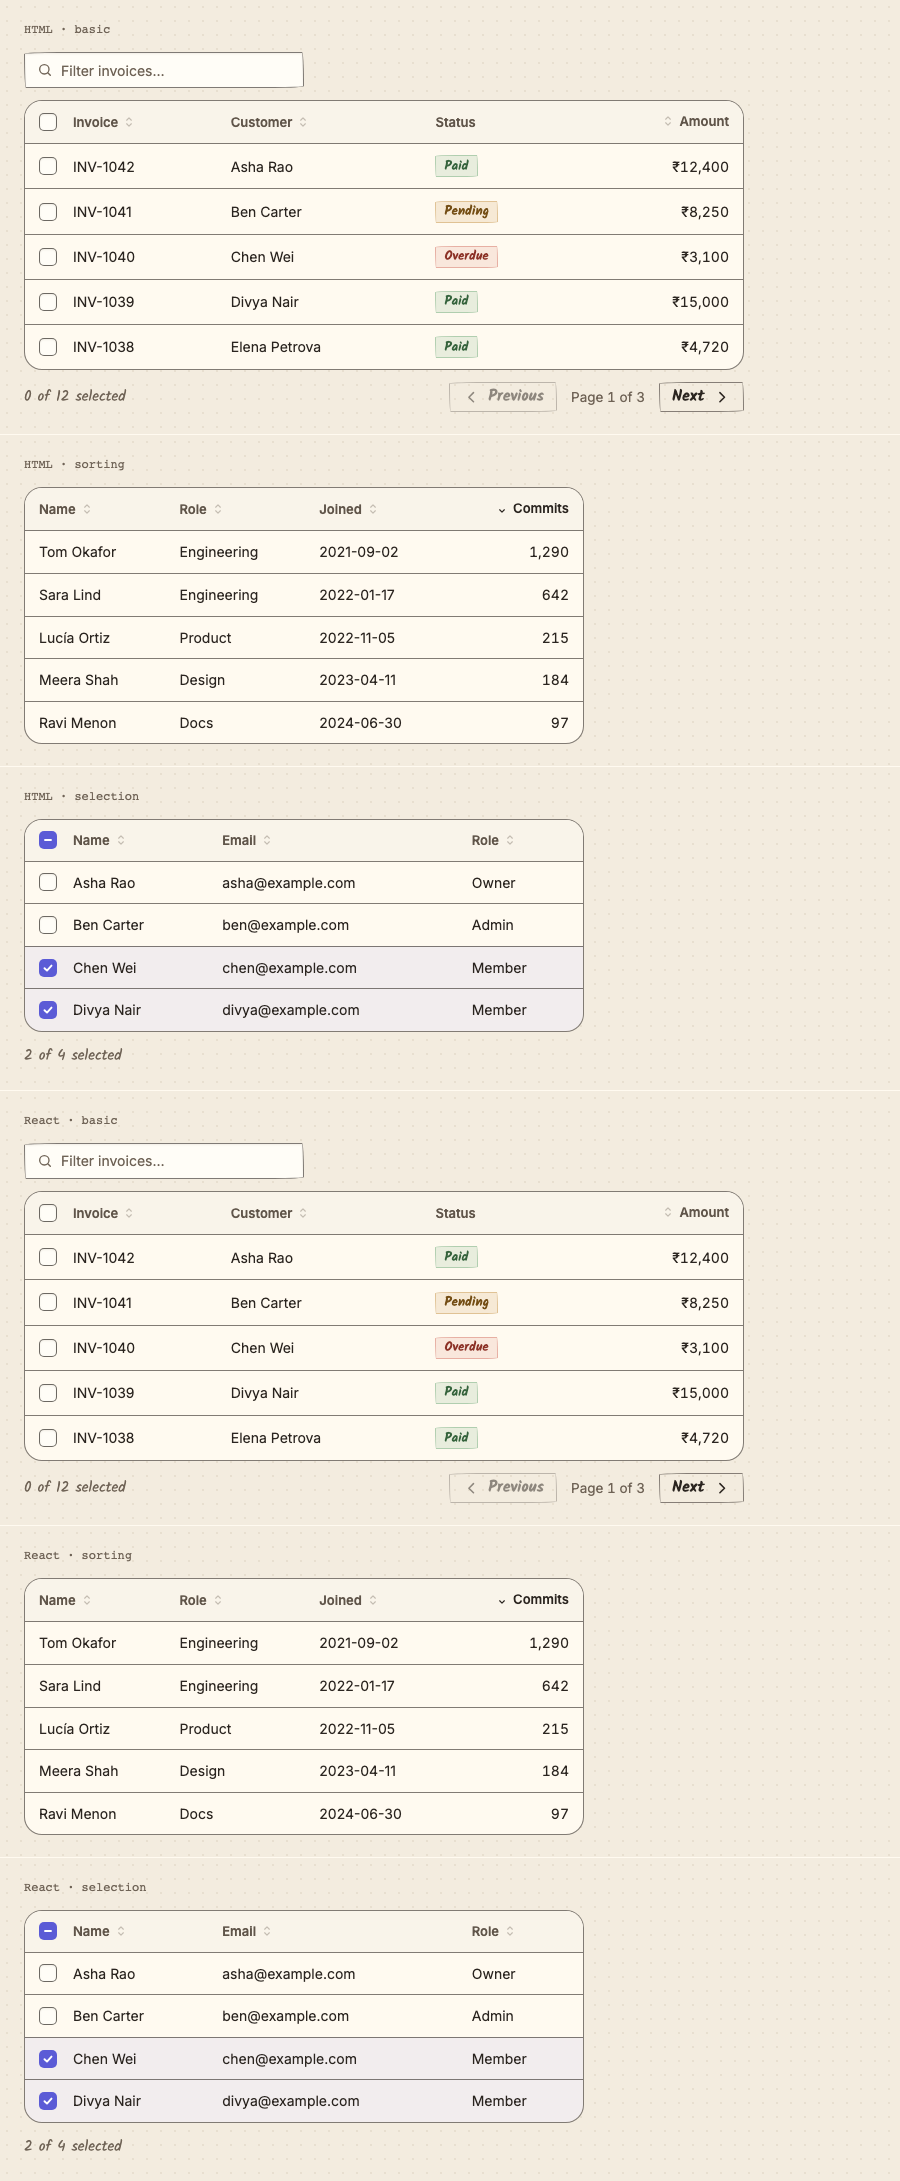 HTML · basic
Filter invoices...
Invoice Customer Status Amount
INV-1042 Asha Rao Paid ₹12,400
INV-1041 Ben Carter Pending ₹8,250
INV-1040 Chen Wei Overdue ₹3,100
INV-1039 Divya Nair Paid ₹15,000
INV-1038 Elena Petrova Paid ₹4,720
0 of 12 selected Previous Page 1 of 3 Next
HTML · sorting
Name Role Joined Commits
Tom Okafor Engineering 2021-09-02 1,290
Sara Lind Engineering 2022-01-17 642
Lucía Ortiz Product 2022-11-05 215
Meera Shah Design 2023-04-11 184
Ravi Menon Docs 2024-06-30 97
HTML · selection
Name Email Role
Asha Rao asha@example.com Owner
Ben Carter ben@example.com Admin
Chen Wei chen@example.com Member
Divya Nair divya@example.com Member
2 of 4 selected
React · basic
Filter invoices...
Invoice Customer Status Amount
INV-1042 Asha Rao Paid ₹12,400
INV-1041 Ben Carter Pending ₹8,250
INV-1040 Chen Wei Overdue ₹3,100
INV-1039 Divya Nair Paid ₹15,000
INV-1038 Elena Petrova Paid ₹4,720
0 of 12 selected Previous Page 1 of 3 Next
React · sorting
Name Role Joined Commits
Tom Okafor Engineering 2021-09-02 1,290
Sara Lind Engineering 2022-01-17 642
Lucía Ortiz Product 2022-11-05 215
Meera Shah Design 2023-04-11 184
Ravi Menon Docs 2024-06-30 97
React · selection
Name Email Role
Asha Rao asha@example.com Owner
Ben Carter ben@example.com Admin
Chen Wei chen@example.com Member
Divya Nair divya@example.com Member
2 of 4 selected